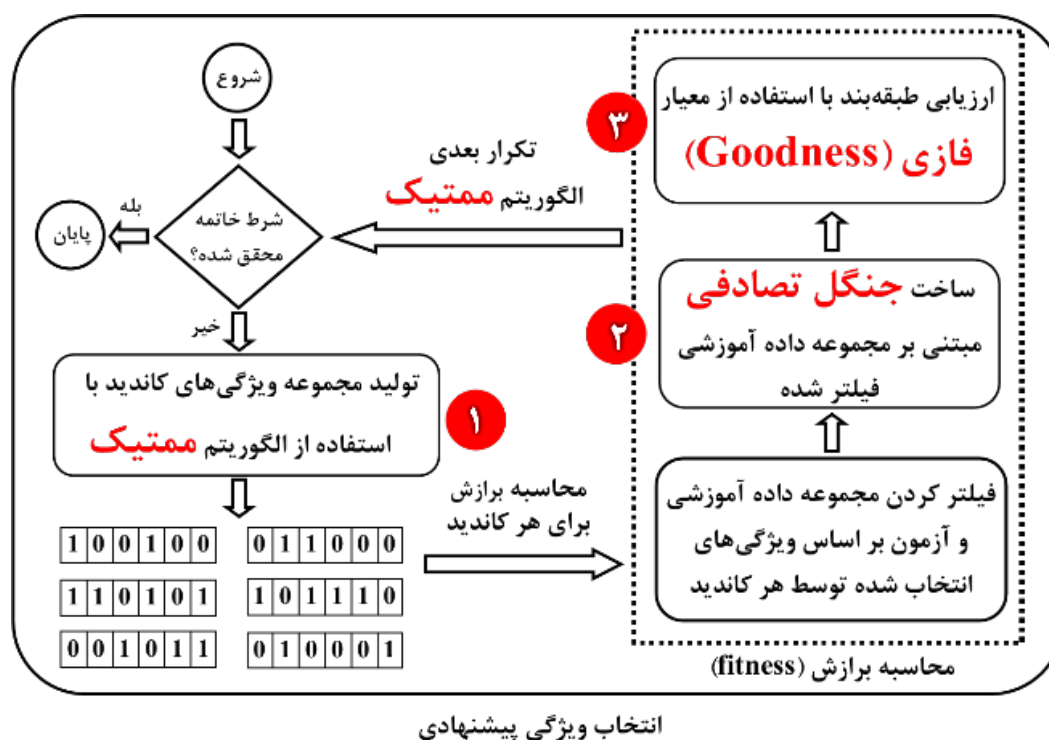 شروع
شرط خاتمه
محقق شده؟
بله
پایان
خیر
تولید مجموعه ویژگی‌های کاندید با
استفاده از الگوریتم ممتیک
۱
1 0 0 1 0 0
0 1 1 0 0 0
1 1 0 1 0 1
1 0 1 1 1 0
0 0 1 0 1 1
0 1 0 0 0 1
محاسبه برازش
برای هر کاندید
فیلتر کردن مجموعه داده آموزشی
و آزمون بر اساس ویژگی‌های
انتخاب شده توسط هر کاندید
ساخت جنگل تصادفی
مبتنی بر مجموعه داده آموزشی
فیلتر شده
۲
ارزیابی طبقه‌بند با استفاده از معیار
فازی (Goodness)
۳
تکرار بعدی
الگوریتم ممتیک
محاسبه برازش (fitness)
انتخاب ویژگی پیشنهادی